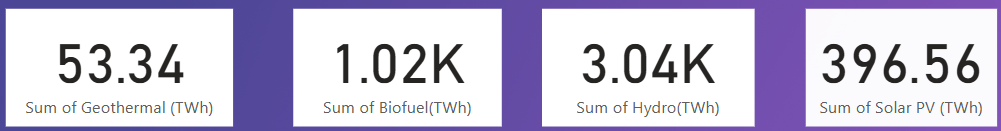 53.34
Sum of Geothermal (TWh)
1.02K
Sum of Biofuel(TWh)
3.04K
Sum of Hydro(TWh)
396.56
Sum of Solar PV (TWh)